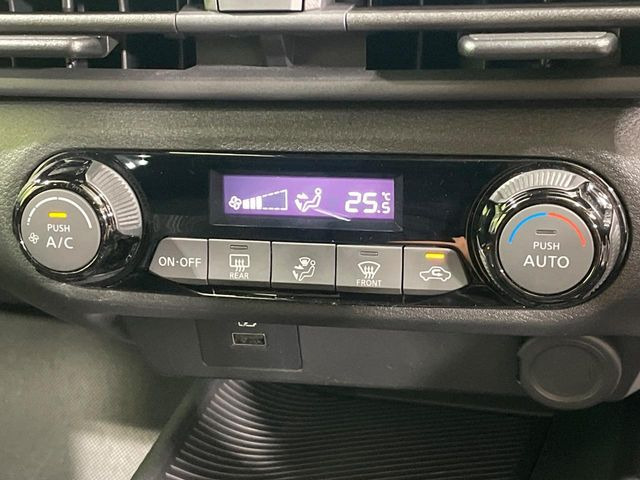 25.5°C
PUSH
A/C
ON·OFF
REAR
FRONT
PUSH
AUTO